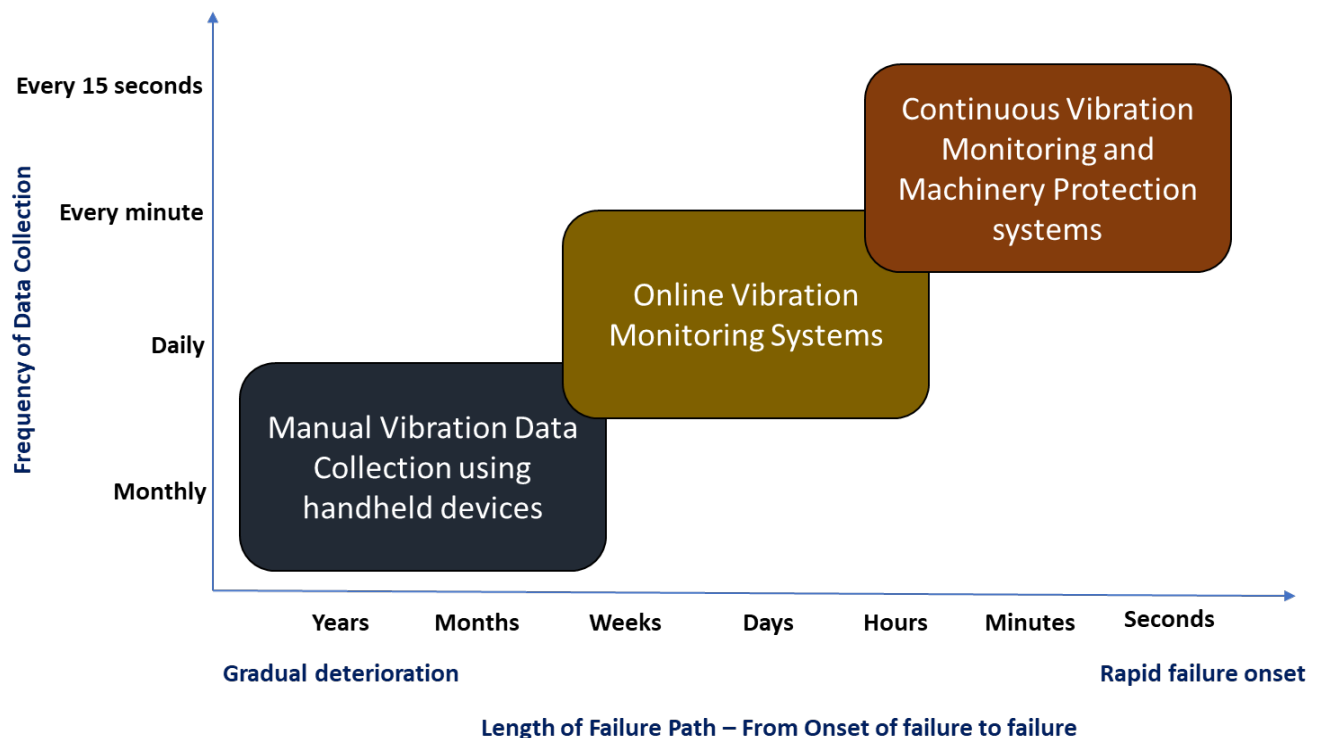 Every 15 seconds
Every minute
Daily
Monthly
Frequency of Data Collection
Continuous Vibration
Monitoring and
Machinery Protection
systems
Online Vibration
Monitoring Systems
Manual Vibration Data
Collection using
handheld devices
Years
Months
Weeks
Days
Hours
Minutes
Seconds
Gradual deterioration
Rapid failure onset
Length of Failure Path – From Onset of failure to failure